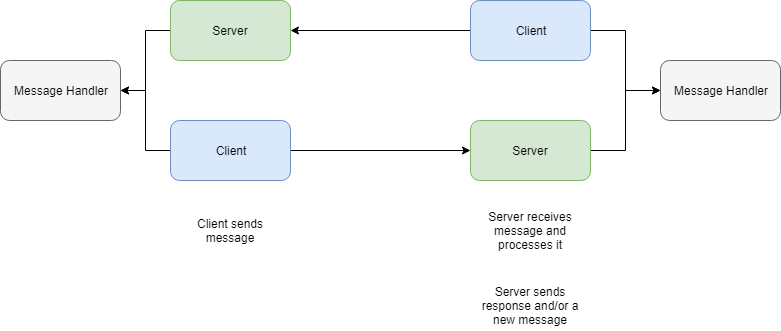 Server
Client
Message Handler
Message Handler
Client
Server
Client sends
message
Server receives
message and
processes it
Server sends
response and/or a
new message